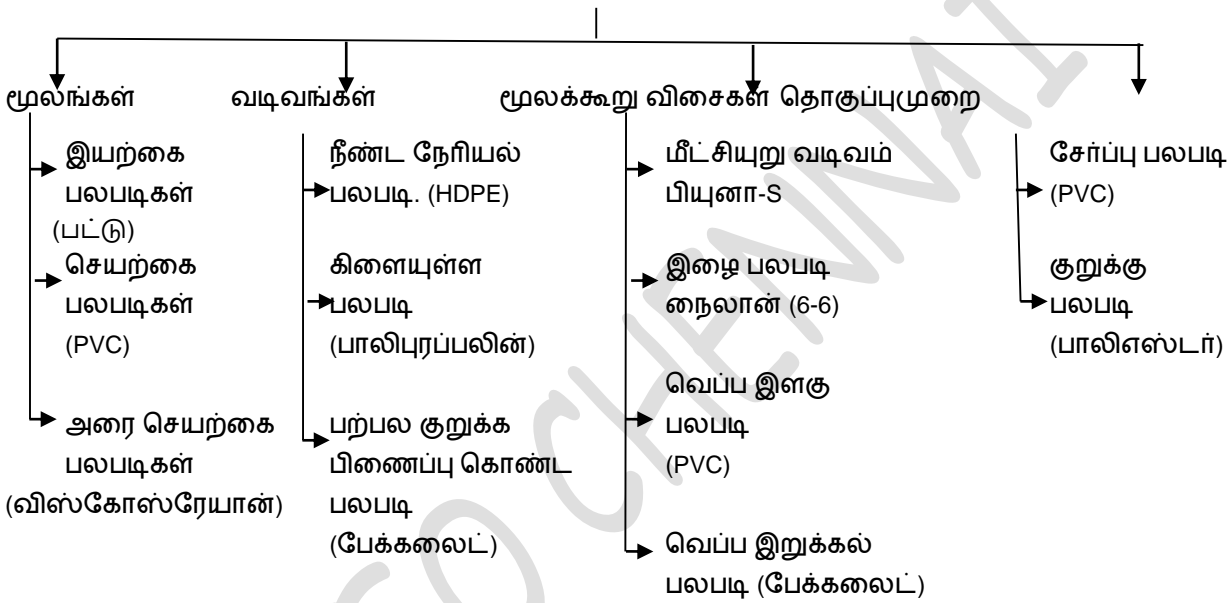 மூலங்கள் வடிவங்கள் மூலக்கூறு விசைகள் தொகுப்புமுறை
இயற்கை
பலபடிகள்
(பட்டு)
செயற்கை
பலபடிகள்
(PVC)
அரை செயற்கை
பலபடிகள்
(விஸ்கோஸ்ரேயான்)
நீண்ட நேரியல்
பலபடி. (HDPE)
கிளையுள்ள
பலபடி
(பாலிபுரப்பலின்)
பற்பல குறுக்க
பிணைப்பு கொண்ட
பலபடி
(பேக்கலைட்)
மீட்சியுறு வடிவம்
பியுனா-S
இழை பலபடி
நைலான் (6-6)
வெப்ப இளகு
பலபடி
(PVC)
வெப்ப இறுக்கல்
பலபடி (பேக்கலைட்)
சேர்ப்பு பலபடி
(PVC)
குறுக்கு
பலபடி
(பாலிஎஸ்டர்)
CO CHENNAI